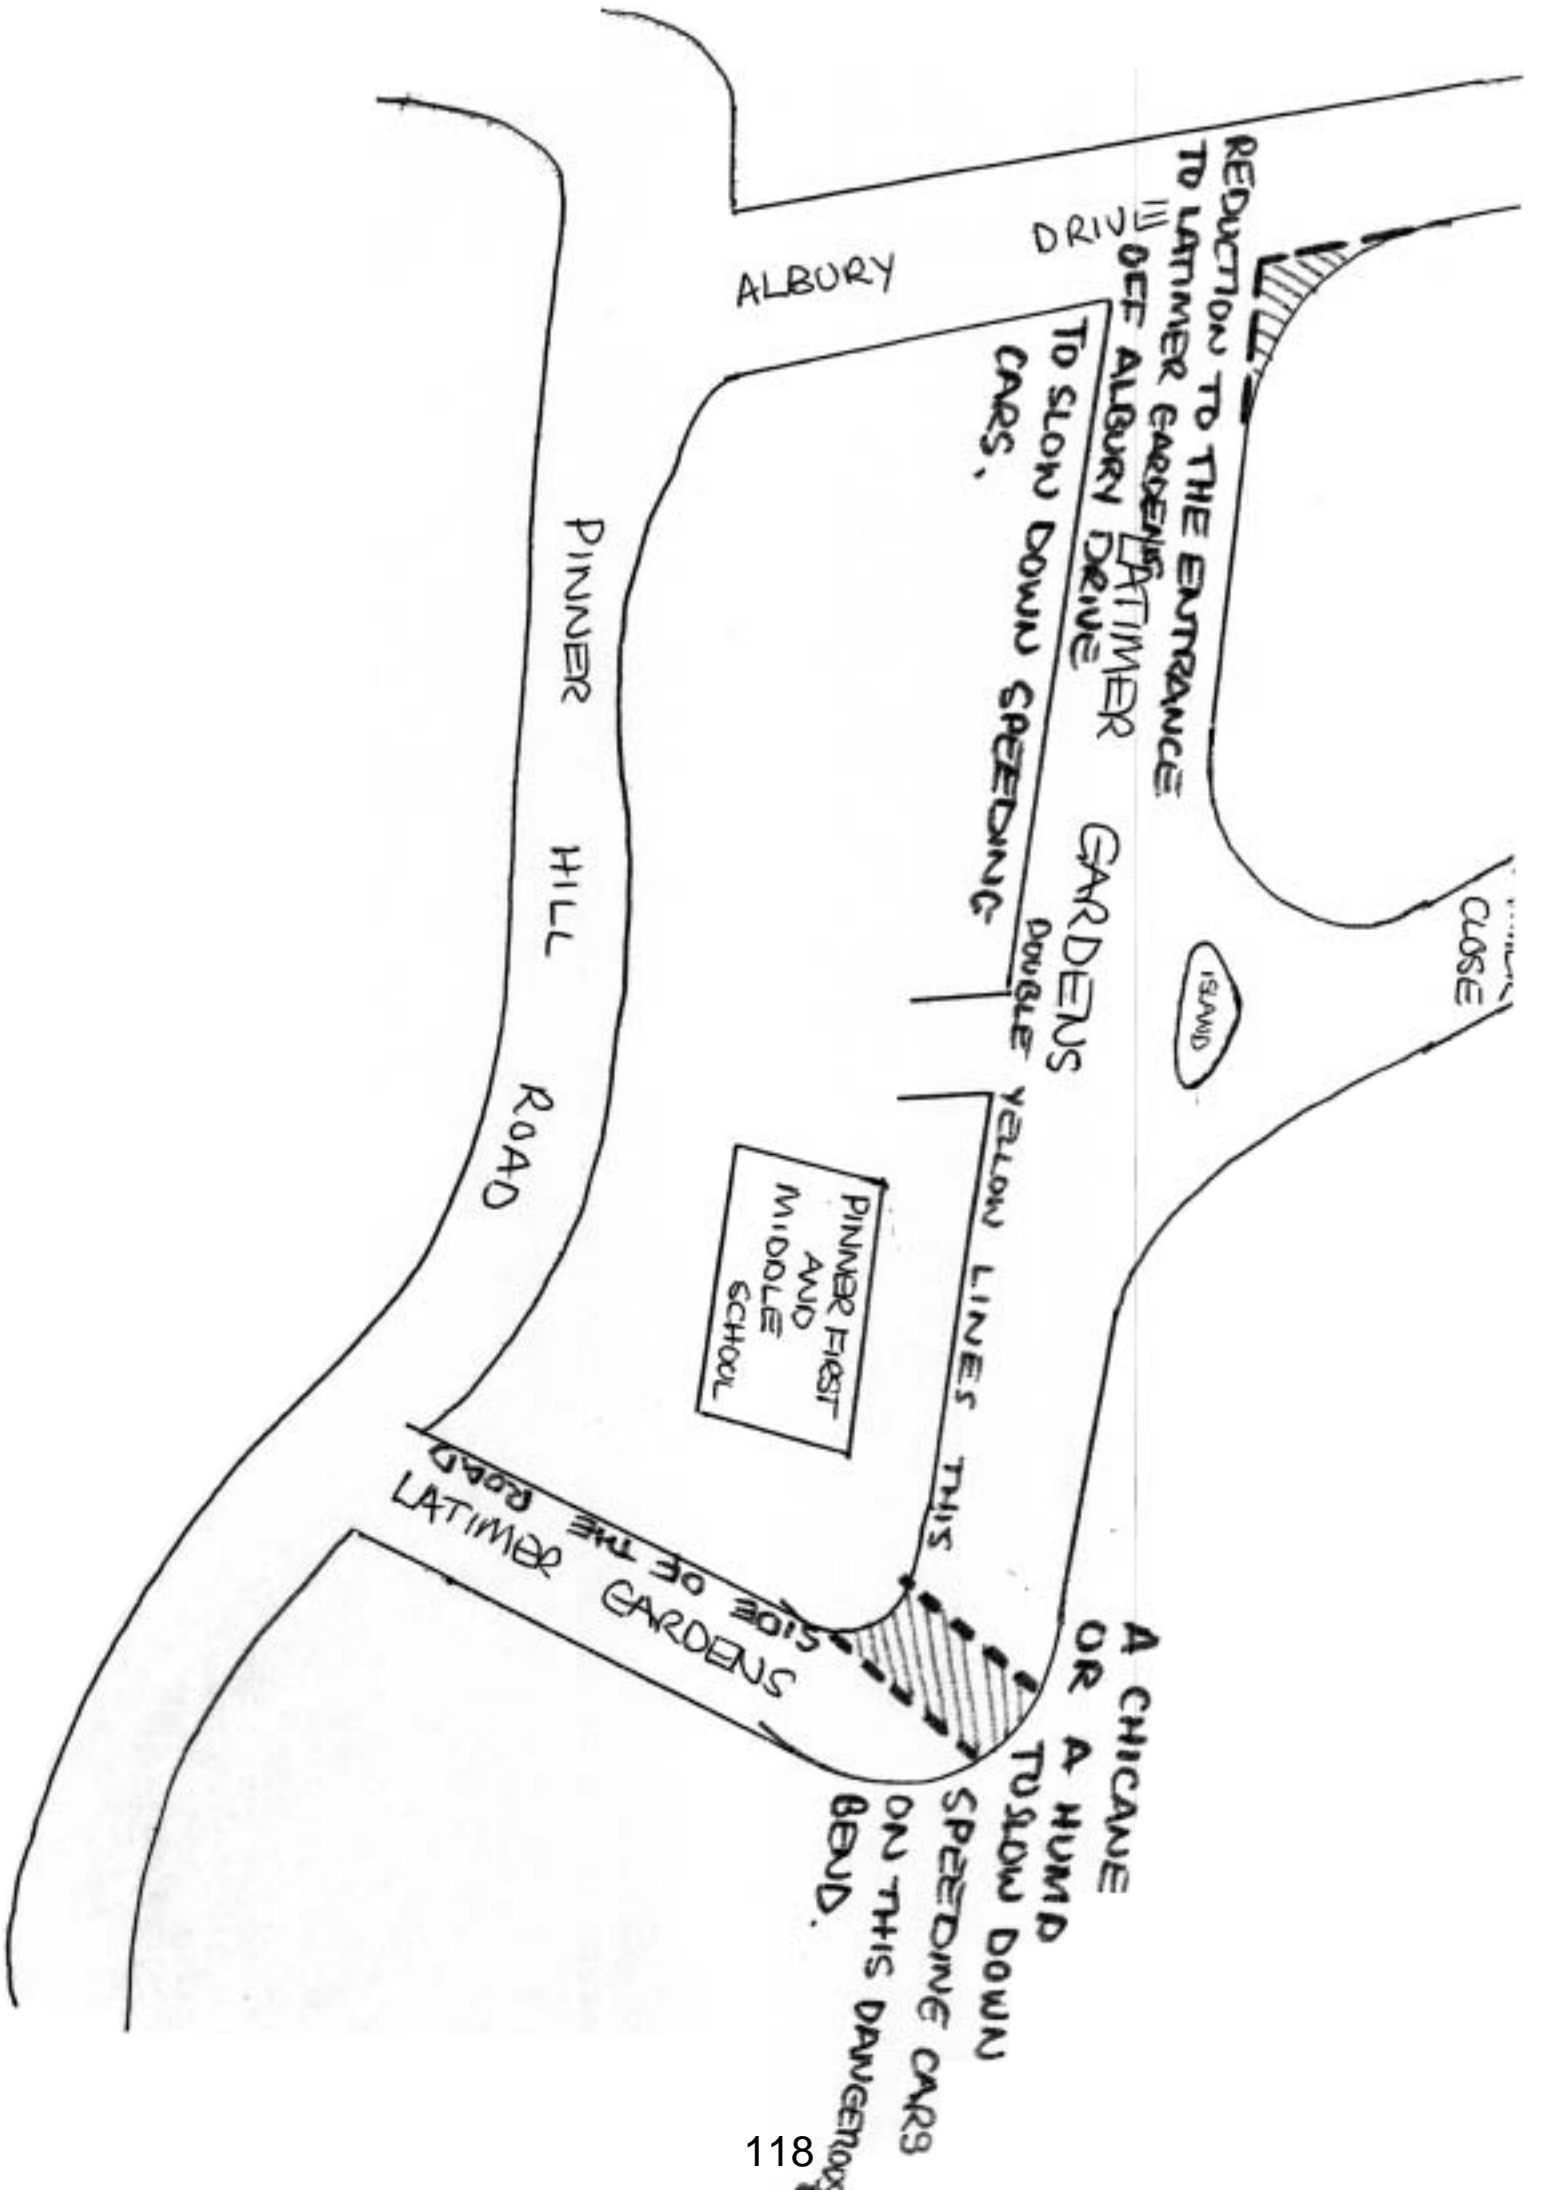 REDUCTION TO THE ENTRANCE
TO LATIMER GARDENS
OFF ALBURY DRIVE
TO SLOW DOWN SPEEDING
CARS.
ALBURY DRIVE
LATIMER GARDENS
CLOSE
ISLAND
PINNER HILL ROAD
DOUBLE YELLOW LINES THIS
SIDE OF THE ROAD
PINNER FIRST
AND
MIDDLE
SCHOOL
LATIMER GARDENS
A CHICANE
OR A HUMP
TO SLOW DOWN
SPEEDING CARS
ON THIS DANGEROUS
BEND.
118